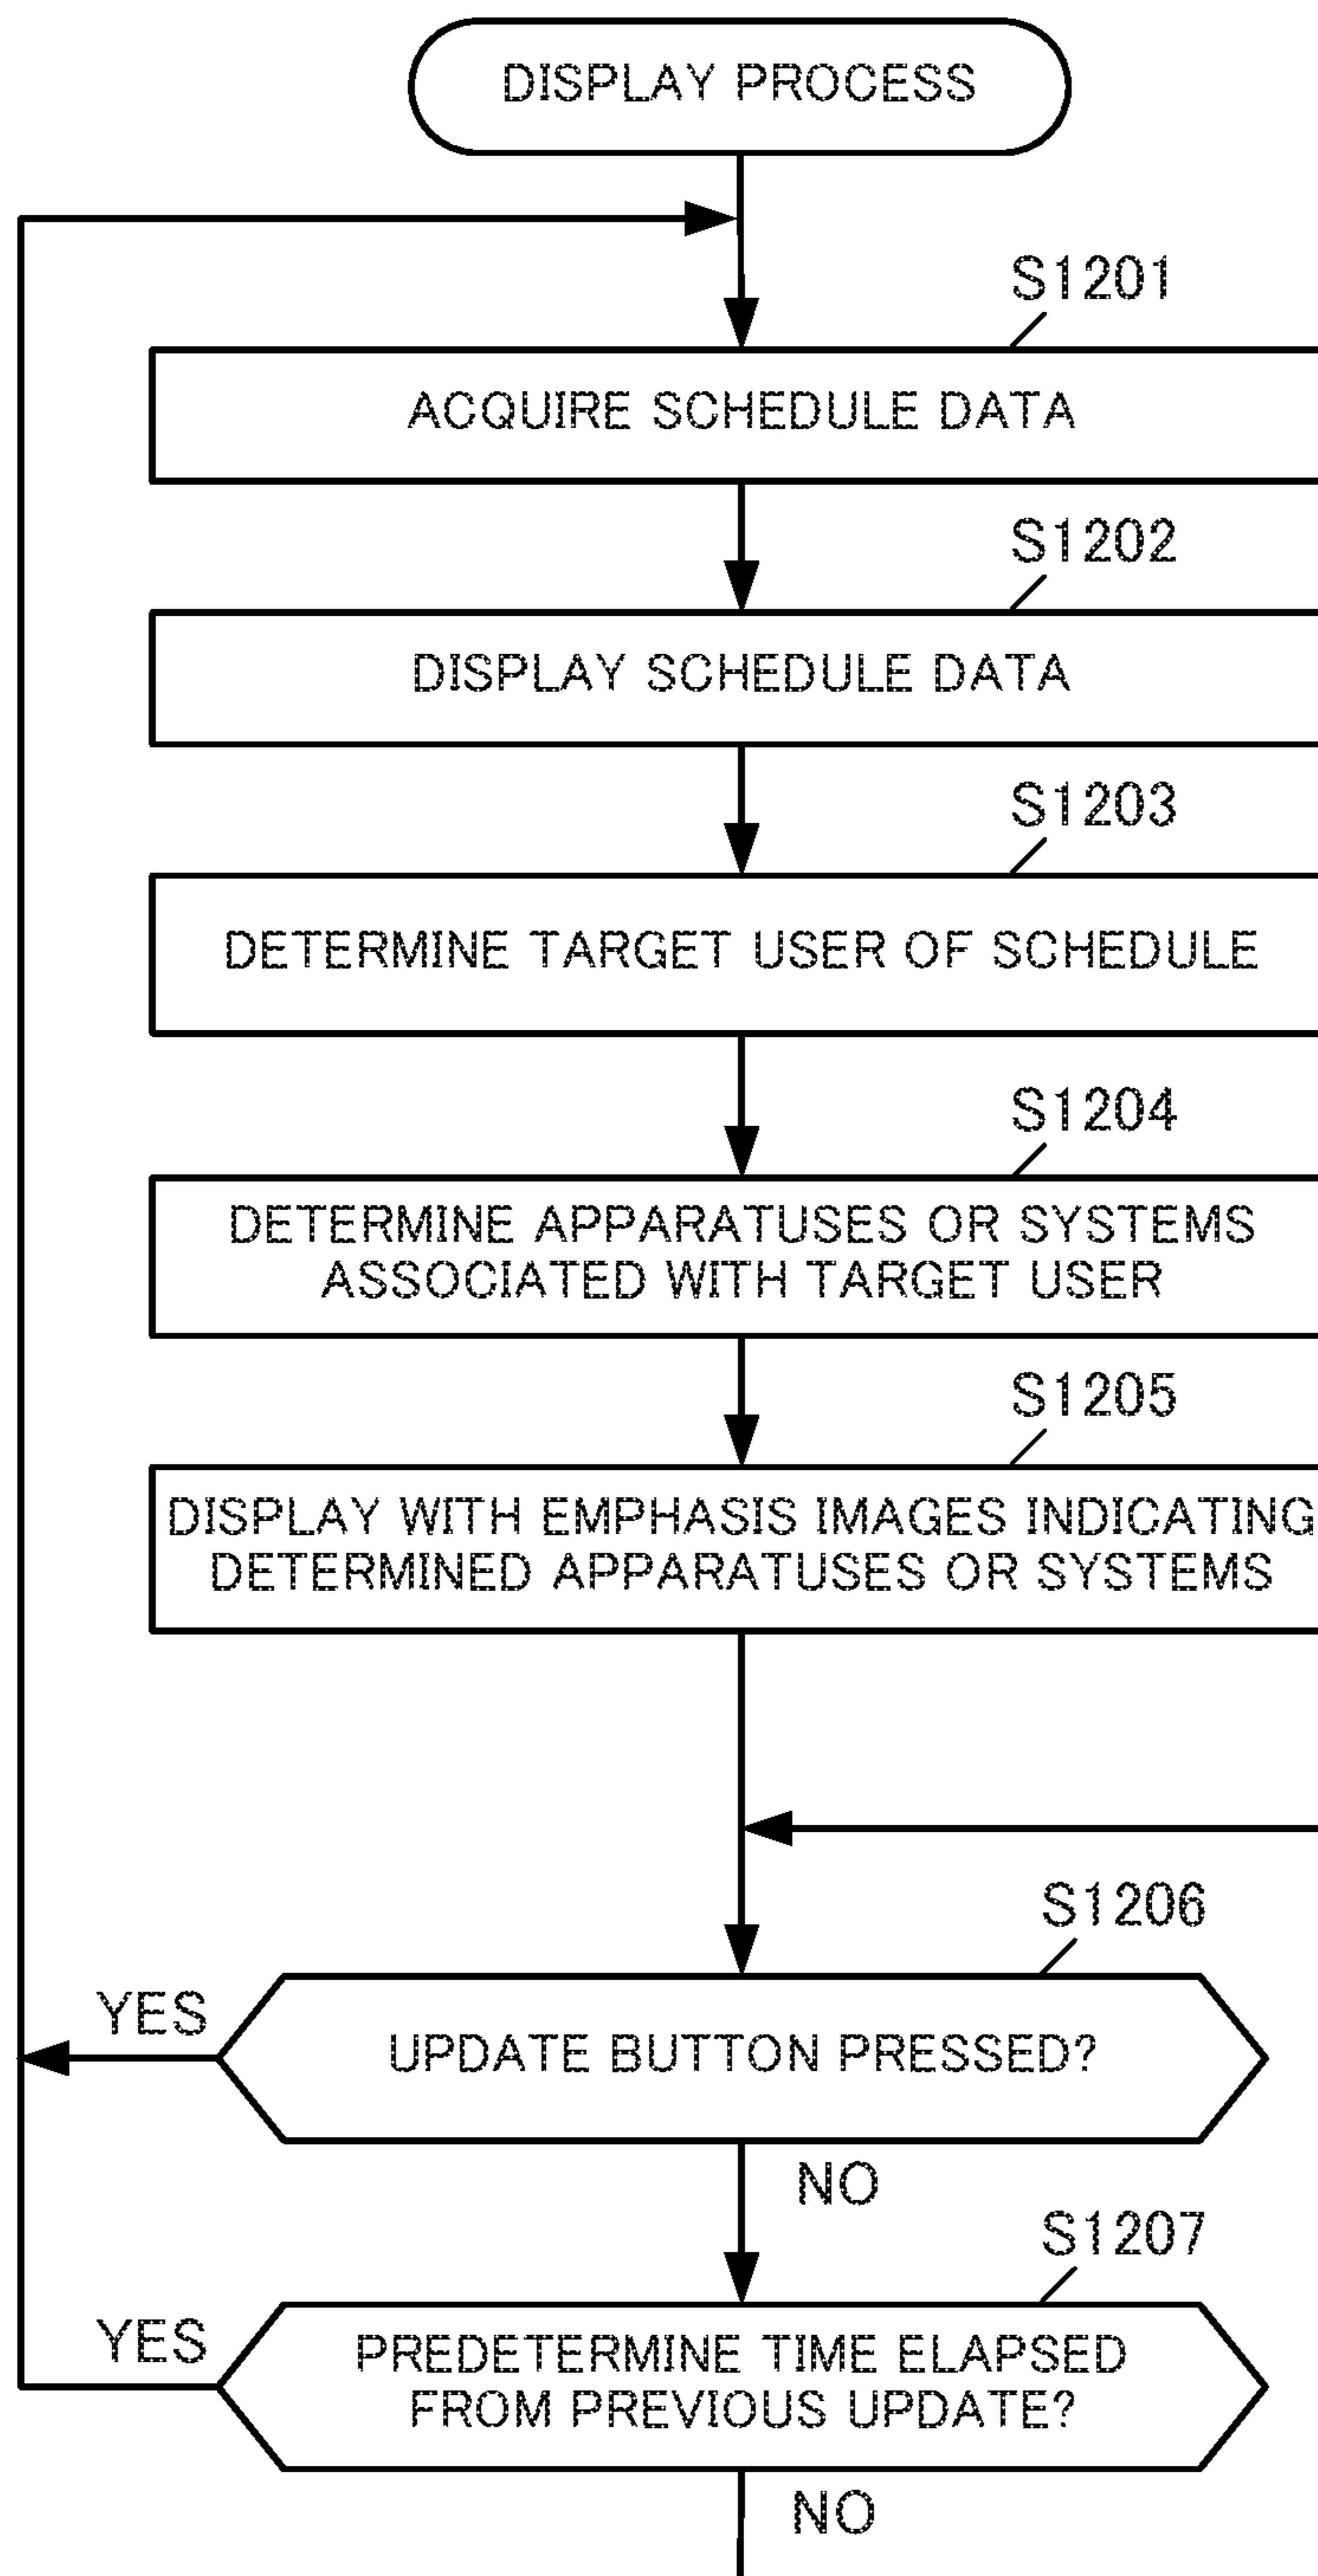 DISPLAY PROCESS
S1201
ACQUIRE SCHEDULE DATA
S1202
DISPLAY SCHEDULE DATA
S1203
DETERMINE TARGET USER OF SCHEDULE
S1204
DETERMINE APPARATUSES OR SYSTEMS
ASSOCIATED WITH TARGET USER
S1205
DISPLAY WITH EMPHASIS IMAGES INDICATING
DETERMINED APPARATUSES OR SYSTEMS
S1206
YES
UPDATE BUTTON PRESSED?
NO
S1207
YES
PREDETERMINE TIME ELAPSED
FROM PREVIOUS UPDATE?
NO